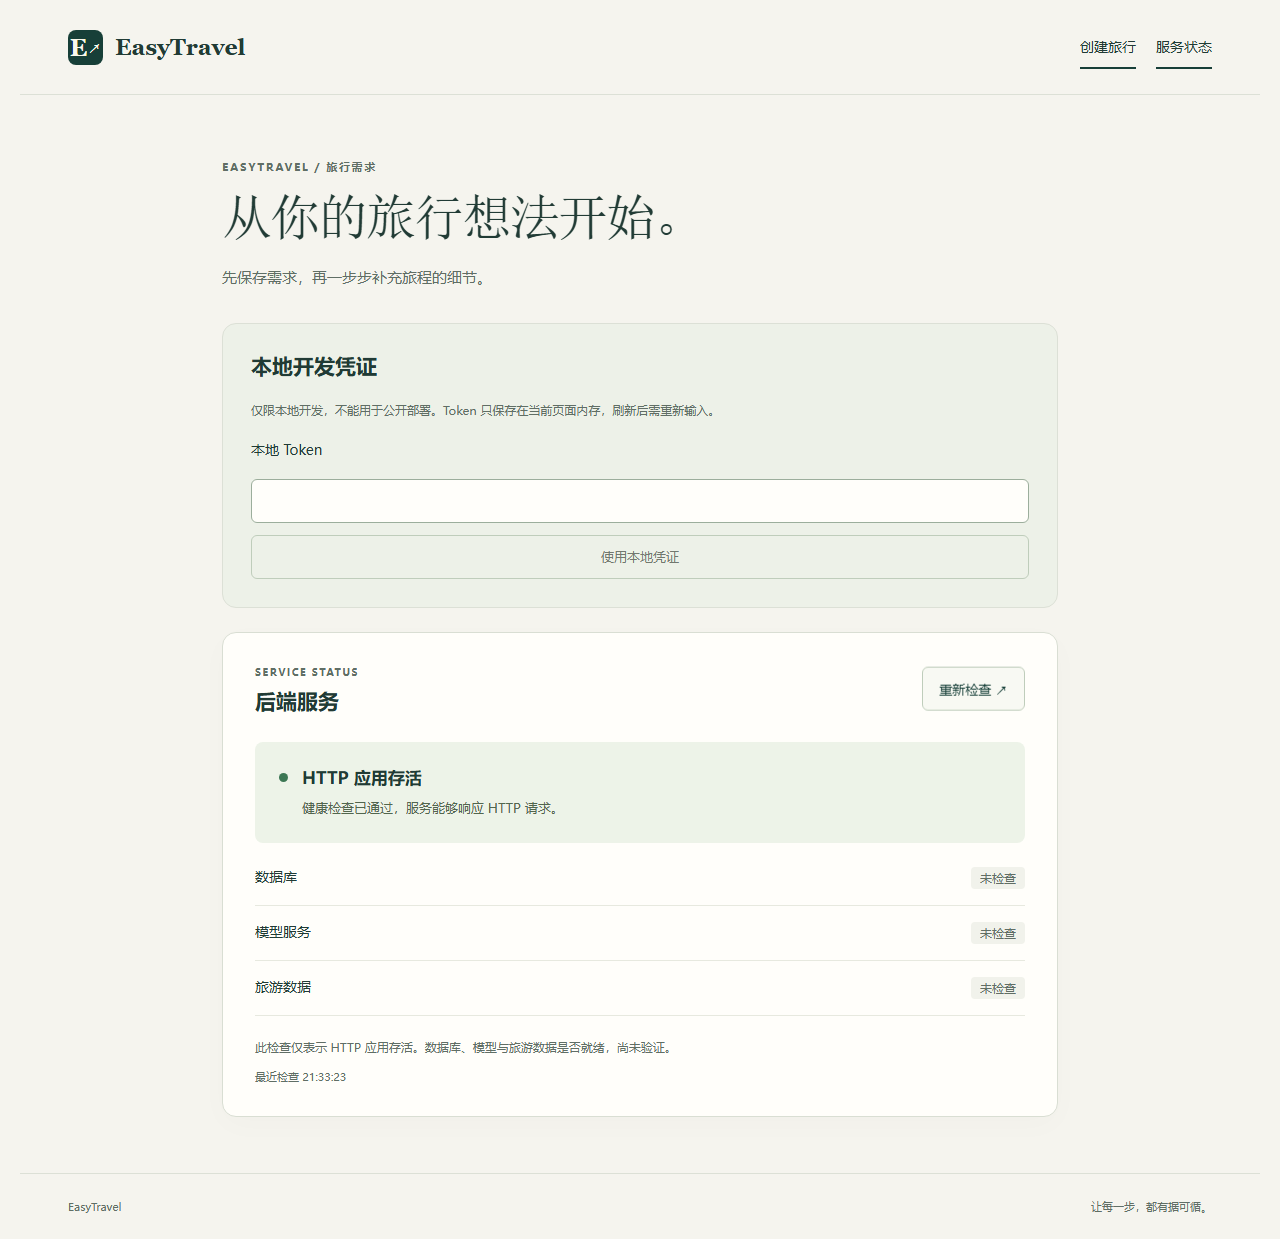 E↗ EasyTravel
创建旅行 服务状态
EASYTRAVEL / 旅行需求
从你的旅行想法开始。
先保存需求，再一步步补充旅程的细节。
本地开发凭证
仅限本地开发，不能用于公开部署。Token 只保存在当前页面内存，刷新后需重新输入。
本地 Token
使用本地凭证
SERVICE STATUS
后端服务
重新检查 ↗
HTTP 应用存活
健康检查已通过，服务能够响应 HTTP 请求。
数据库 未检查
模型服务 未检查
旅游数据 未检查
此检查仅表示 HTTP 应用存活。数据库、模型与旅游数据是否就绪，尚未验证。
最近检查 21:33:23
EasyTravel 让每一步，都有据可循。